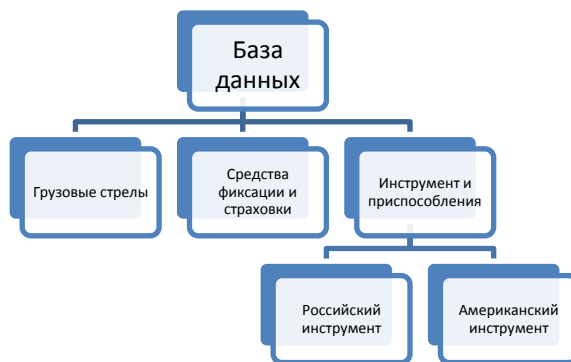 База
данных
Грузовые стрелы
Средства
фиксации и
страховки
Инструмент и
приспособления
Российский
инструмент
Американский
инструмент